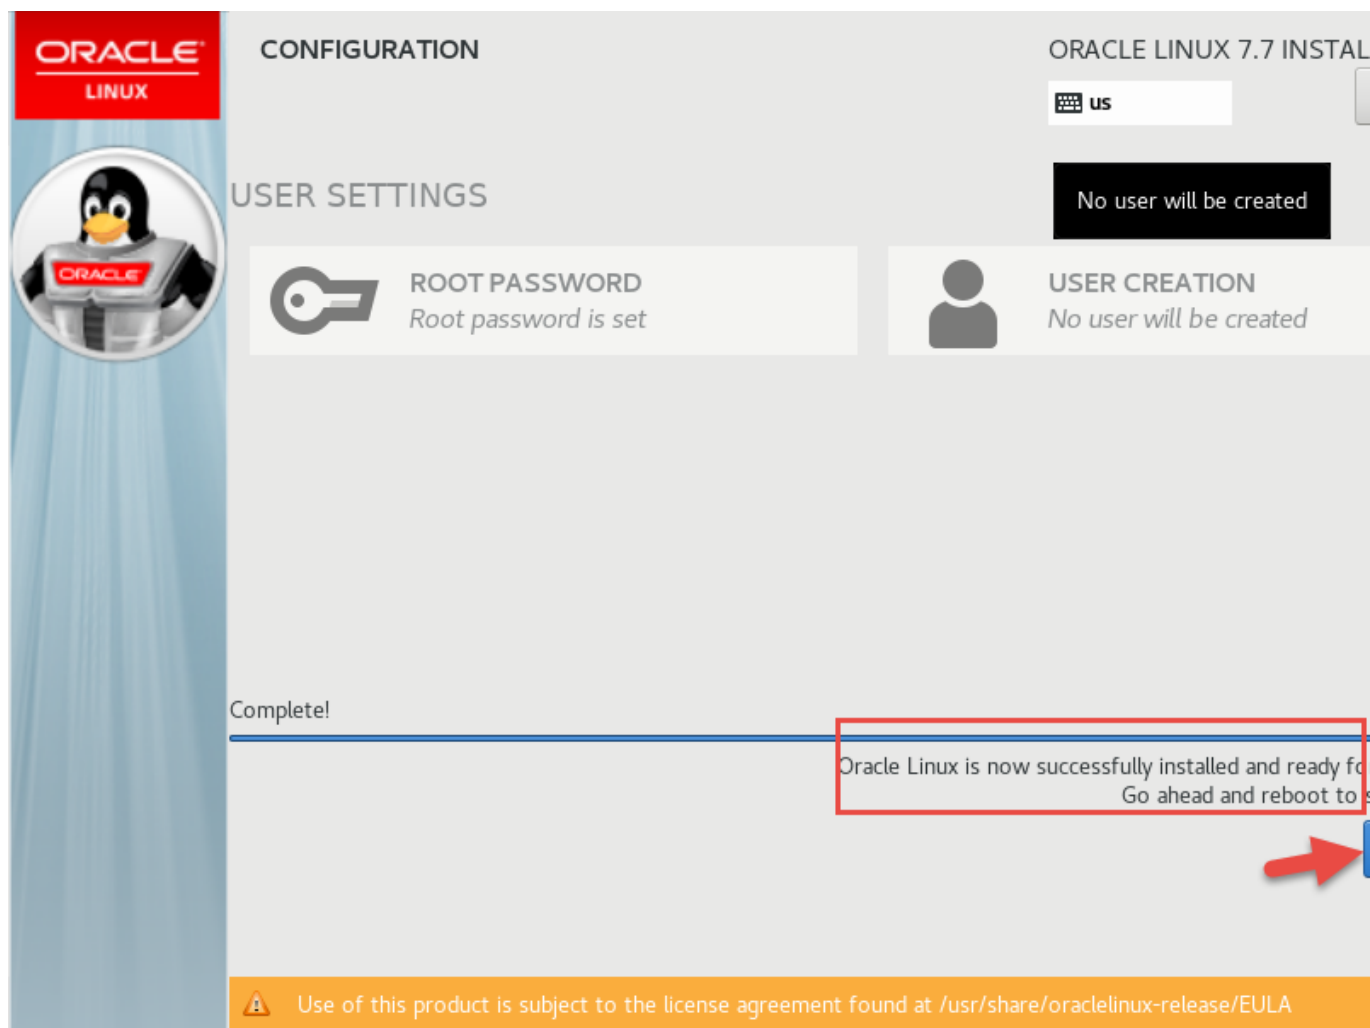 ORACLE
LINUX
CONFIGURATION
ORACLE LINUX 7.7 INSTAL
us
USER SETTINGS
No user will be created
ORACLE
ROOT PASSWORD
Root password is set
USER CREATION
No user will be created
Complete!
Oracle Linux is now successfully installed and ready fo
Go ahead and reboot to s
Use of this product is subject to the license agreement found at /usr/share/oraclelinux-release/EULA